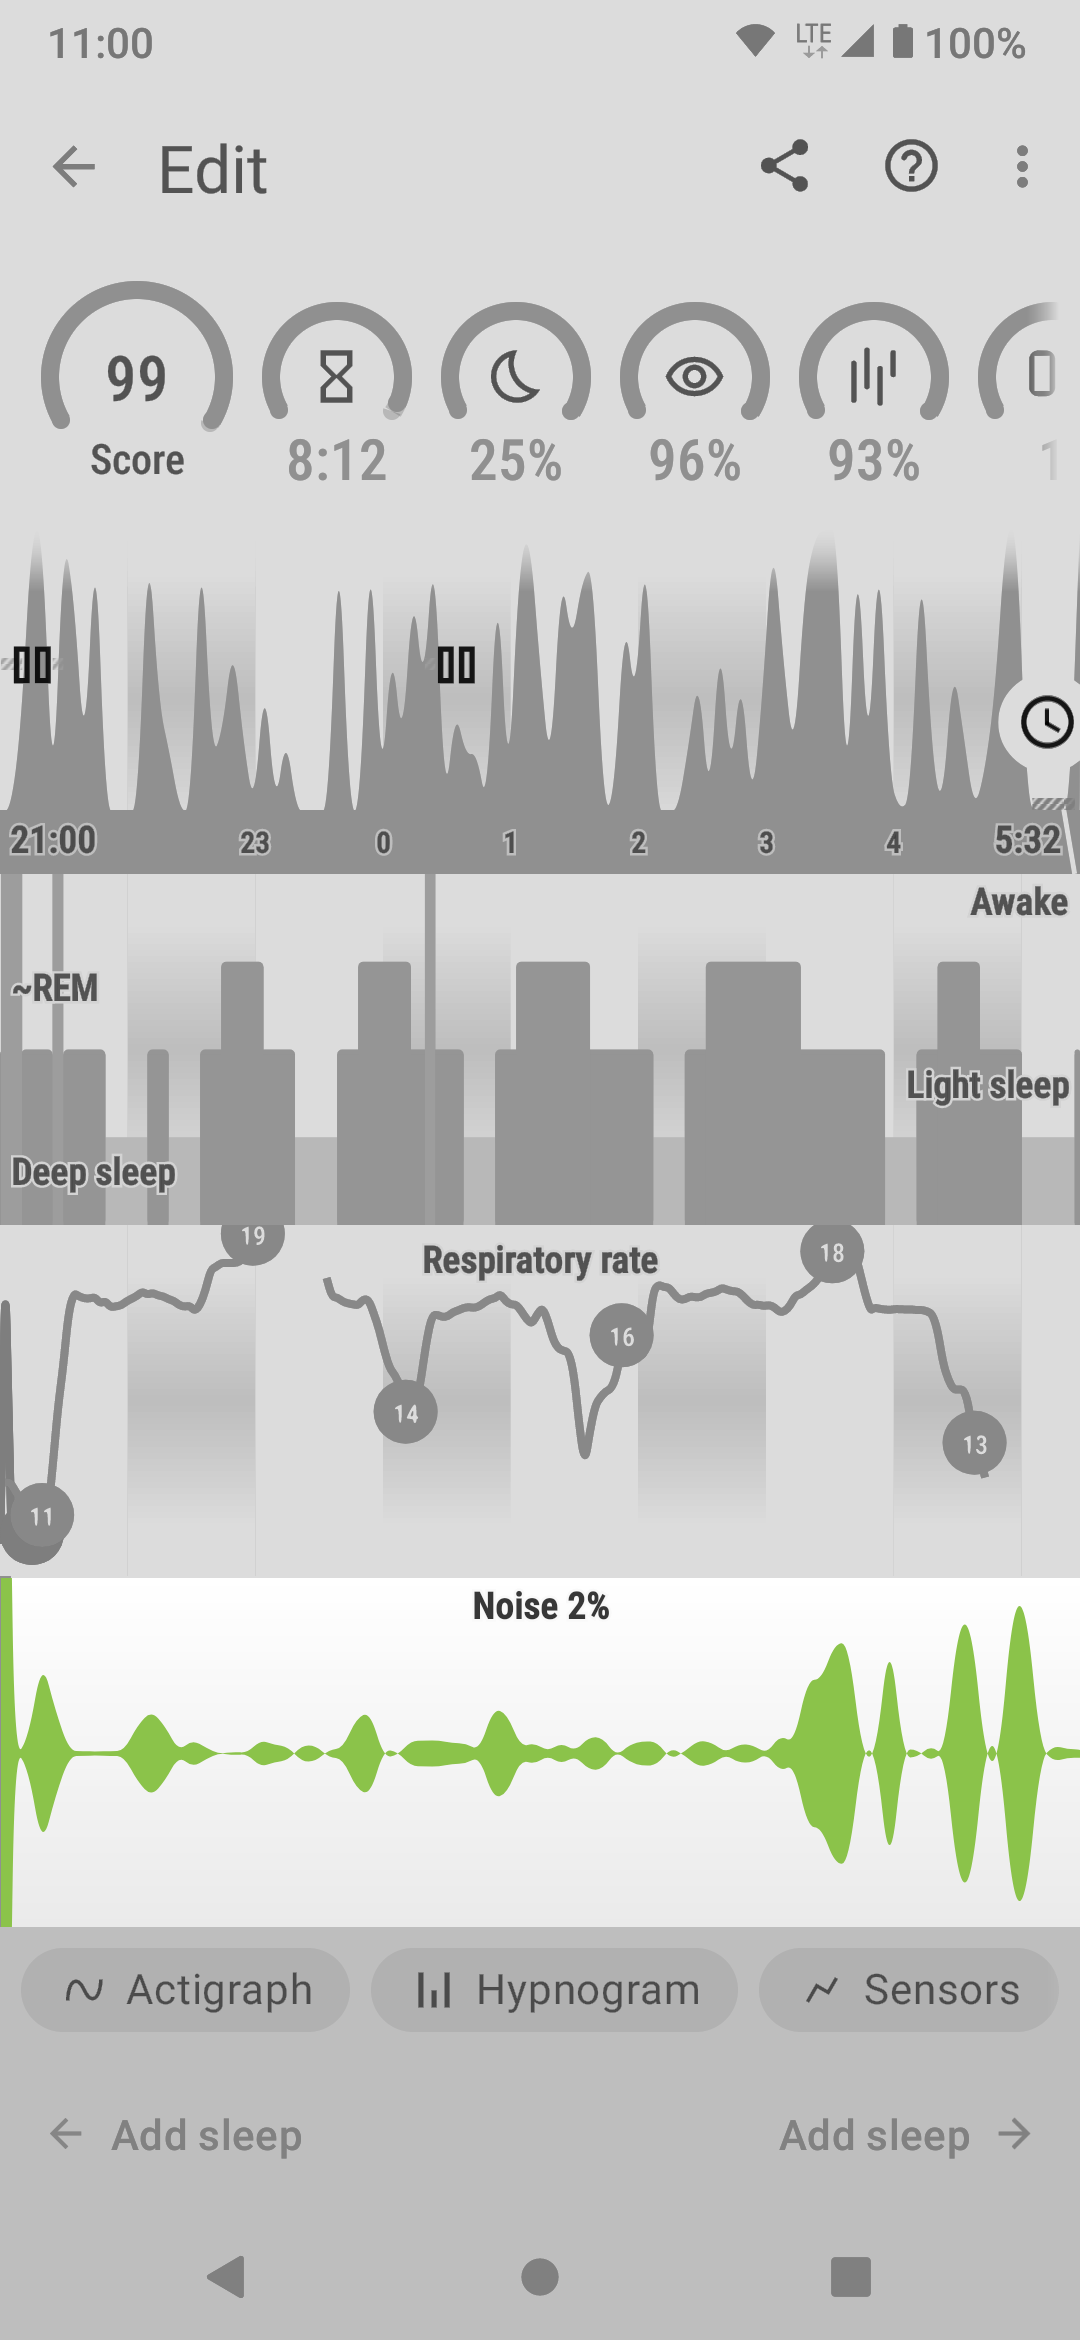 11:00
LTE
100%
Edit
99
Score
8:12
25%
96%
93%
1
21:00
23
0
1
2
3
4
5:32
Awake
~REM
Light sleep
Deep sleep
19
Respiratory rate
18
16
14
13
11
Noise 2%
Actigraph
Hypnogram
Sensors
Add sleep
Add sleep